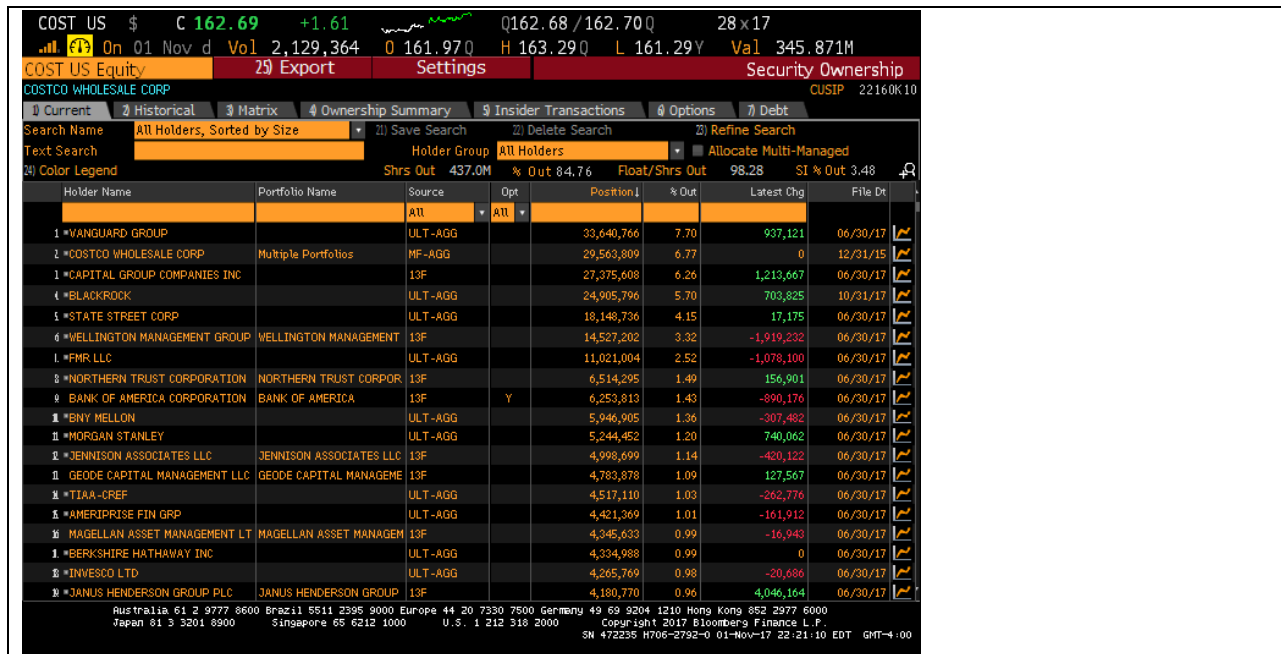 COST US $ C 162.69 +1.61 Q162.68/162.70Q 28×17
On 01 Nov d Vol 2,129,364 O 161.97Q H 163.29Q L 161.29Y Val 345.871M
COST US Equity 25) Export Settings Security Ownership
COSTCO WHOLESALE CORP CUSIP 22160K10
1) Current 2) Historical 3) Matrix 4) Ownership Summary 5) Insider Transactions 6) Options 7) Debt
Search Name All Holders, Sorted by Size 21) Save Search 22) Delete Search 23) Refine Search
Text Search Holder Group All Holders Allocate Multi-Managed
24) Color Legend Shrs Out 437.0M % Out 84.76 Float/Shrs Out 98.28 SI % Out 3.48
Holder Name Portfolio Name Source Opt Position↓ % Out Latest Chg File Dt
All All
1 VANGUARD GROUP ULT-AGG 33,640,766 7.70 937,121 06/30/17
2 COSTCO WHOLESALE CORP Multiple Portfolios MF-AGG 29,563,809 6.77 0 12/31/15
CAPITAL GROUP COMPANIES INC 13F 27,375,608 6.26 1,213,667 06/30/17
BLACKROCK ULT-AGG 24,905,796 5.70 703,825 10/31/17
5 STATE STREET CORP ULT-AGG 18,148,736 4.15 17,175 06/30/17
6 WELLINGTON MANAGEMENT GROUP WELLINGTON MANAGEMENT 13F 14,527,202 3.32 -1,919,232 06/30/17
FMR LLC ULT-AGG 11,021,004 2.52 -1,078,100 06/30/17
8 NORTHERN TRUST CORPORATION NORTHERN TRUST CORPOR 13F 6,514,295 1.49 156,901 06/30/17
9 BANK OF AMERICA CORPORATION BANK OF AMERICA 13F Y 6,253,813 1.43 -890,176 06/30/17
BNY MELLON ULT-AGG 5,946,905 1.36 -307,482 06/30/17
11 MORGAN STANLEY ULT-AGG 5,244,452 1.20 740,062 06/30/17
JENNISON ASSOCIATES LLC JENNISON ASSOCIATES LLC 13F 4,998,699 1.14 -420,122 06/30/17
GEODE CAPITAL MANAGEMENT LLC GEODE CAPITAL MANAGEME 13F 4,783,878 1.09 127,567 06/30/17
TIAA-CREF ULT-AGG 4,517,110 1.03 -262,776 06/30/17
AMERIPRISE FIN GRP ULT-AGG 4,421,369 1.01 -161,912 06/30/17
16 MAGELLAN ASSET MANAGEMENT LT MAGELLAN ASSET MANAGEM 13F 4,345,633 0.99 -16,943 06/30/17
BERKSHIRE HATHAWAY INC ULT-AGG 4,334,988 0.99 0 06/30/17
18 INVESCO LTD ULT-AGG 4,265,769 0.98 -20,686 06/30/17
19 JANUS HENDERSON GROUP PLC JANUS HENDERSON GROUP 13F 4,180,770 0.96 4,046,164 06/30/17
Australia 61 2 9777 8600 Brazil 5511 2395 9000 Europe 44 20 7330 7500 Germany 49 69 9204 1210 Hong Kong 852 2977 6000
Japan 81 3 3201 8900 Singapore 65 6212 1000 U.S. 1 212 318 2000 Copyright 2017 Bloomberg Finance L.P.
SN 472235 H706-2792-0 01-Nov-17 22:21:10 EDT GMT-4:00